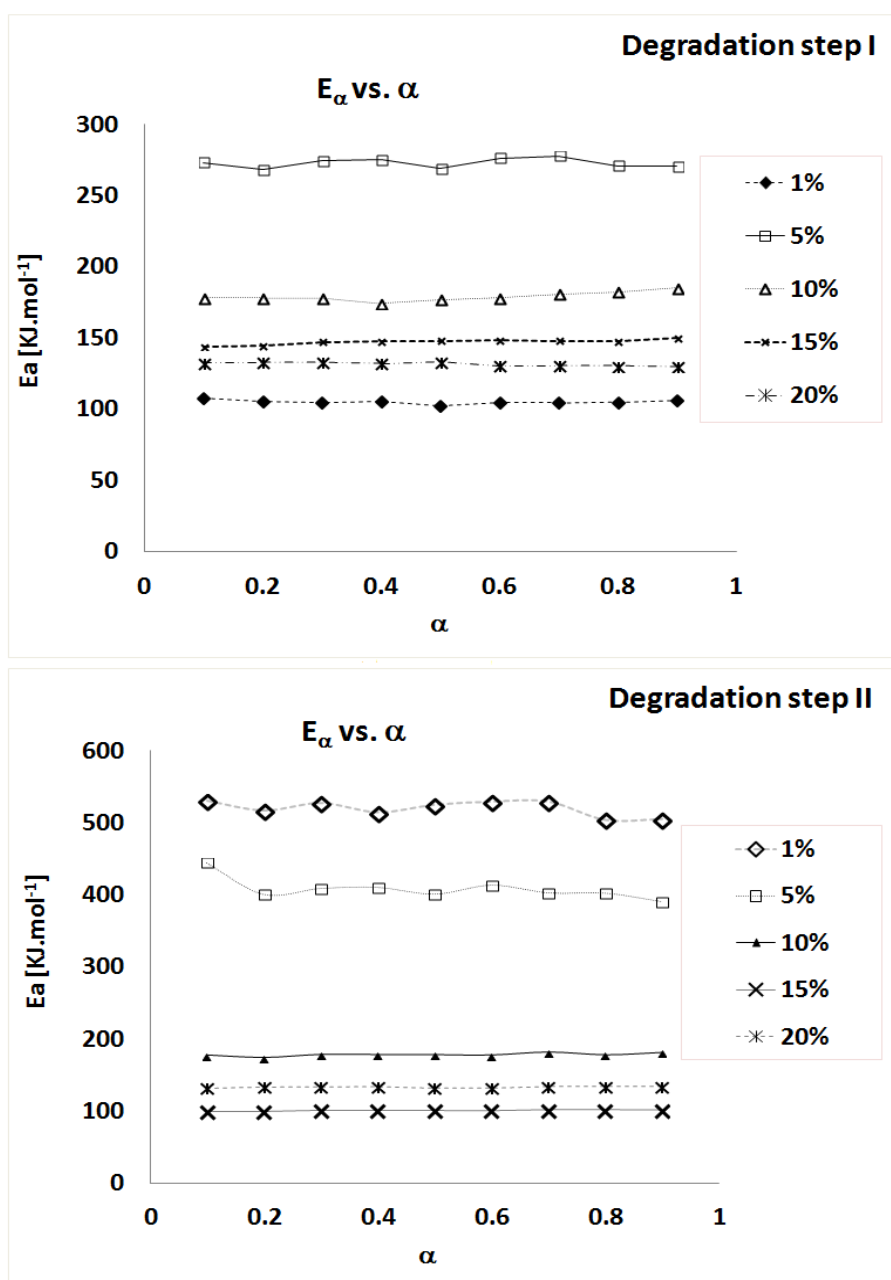 Degradation step I
Eα vs. α
300
250
200
150
100
50
0
Ea [KJ.mol-1]
0 0.2 0.4 0.6 0.8 1
α
1%
5%
10%
15%
20%
Degradation step II
Eα vs. α
600
500
400
300
200
100
0
Ea [KJ.mol-1]
0 0.2 0.4 0.6 0.8 1
α
1%
5%
10%
15%
20%